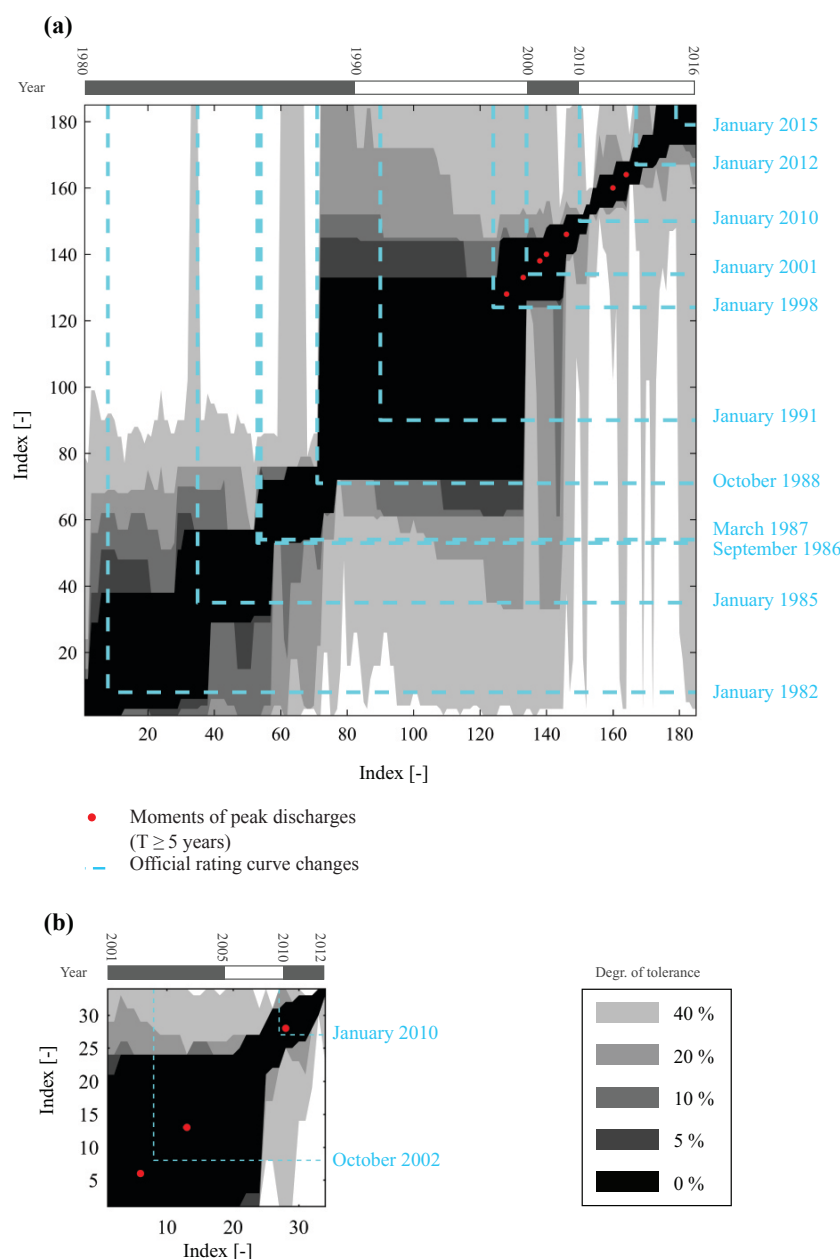 (a)
1980
1990
2000
2010
2016
Year
180
160
140
120
100
80
60
40
20
Index [-]
20 40 60 80 100 120 140 160 180
Index [-]
January 2015
January 2012
January 2010
January 2001
January 1998
January 1991
October 1988
March 1987
September 1986
January 1985
January 1982
Moments of peak discharges
(T ≥ 5 years)
Official rating curve changes
(b)
2001
2005
2010
2012
Year
30
25
20
15
10
5
Index [-]
10 20 30
Index [-]
January 2010
October 2002
Degr. of tolerance
40 %
20 %
10 %
5 %
0 %